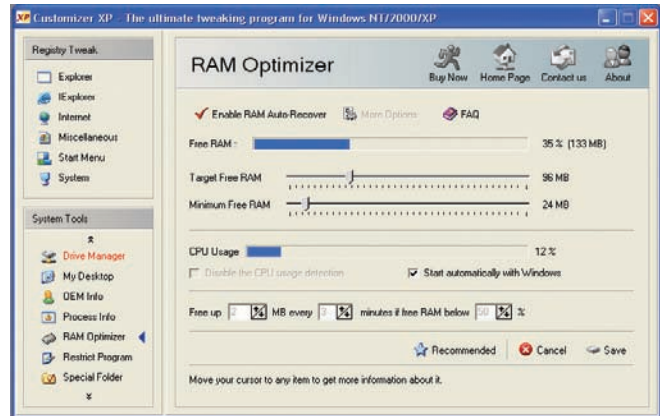 Customizer XP - The ultimate tweaking program for Windows NT/2000/XP
Registry Tweak
Explorer
IExplorer
Internet
Miscellaneous
Start Menu
System
System Tools
Drive Manager
My Desktop
OEM Info
Process Info
RAM Optimizer
Restrict Program
Special Folder
RAM Optimizer
Buy Now
Home Page
Contact us
About
Enable RAM Auto-Recover
More Options
FAQ
Free RAM :
35 % (133 MB)
Target Free RAM
96 MB
Minimum Free RAM
24 MB
CPU Usage
12 %
Disable the CPU usage detection
Start automatically with Windows
Free up 2 MB every 3 minutes if free RAM below 50 %
Recommended
Cancel
Save
Move your cursor to any item to get more information about it.